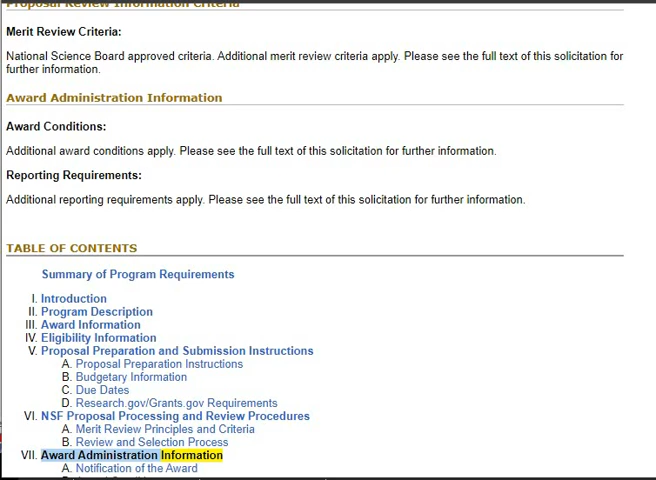 Proposal Review Information Criteria
Merit Review Criteria:
National Science Board approved criteria. Additional merit review criteria apply. Please see the full text of this solicitation for
further information.
Award Administration Information
Award Conditions:
Additional award conditions apply. Please see the full text of this solicitation for further information.
Reporting Requirements:
Additional reporting requirements apply. Please see the full text of this solicitation for further information.
TABLE OF CONTENTS
Summary of Program Requirements
I. Introduction
II. Program Description
III. Award Information
IV. Eligibility Information
V. Proposal Preparation and Submission Instructions
A. Proposal Preparation Instructions
B. Budgetary Information
C. Due Dates
D. Research.gov/Grants.gov Requirements
VI. NSF Proposal Processing and Review Procedures
A. Merit Review Principles and Criteria
B. Review and Selection Process
VII. Award Administration Information
A. Notification of the Award